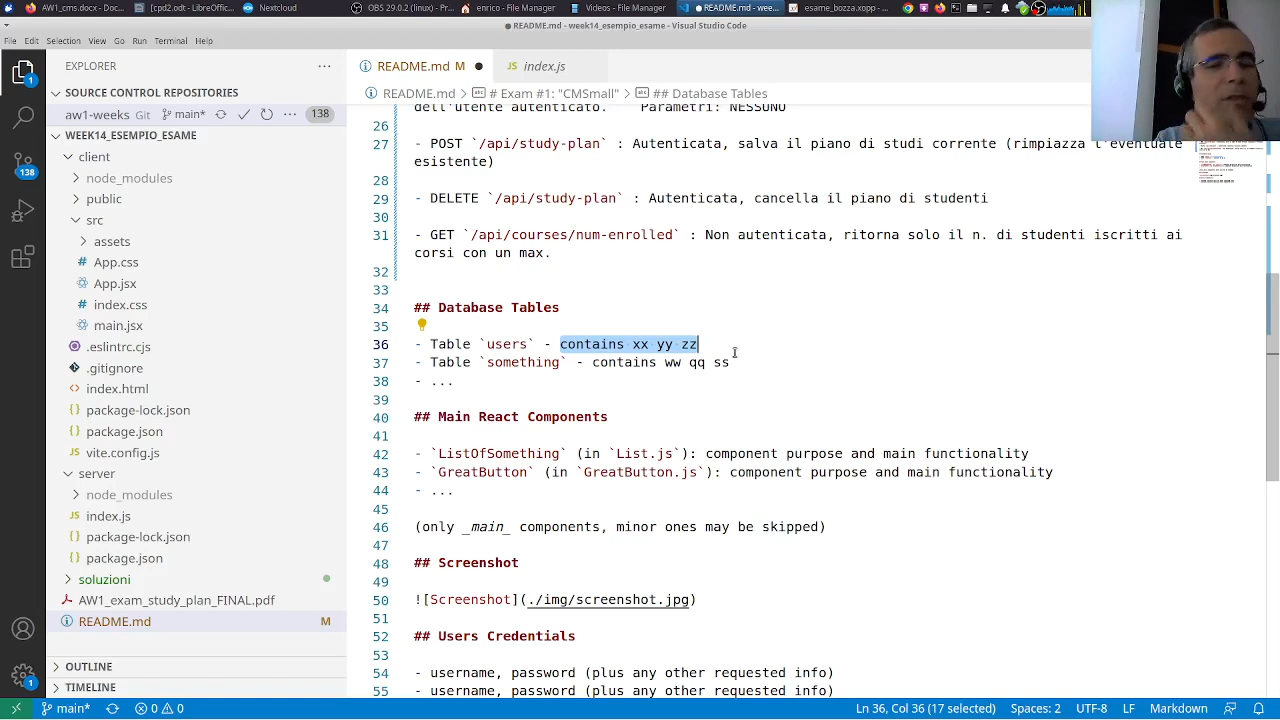 AW1_cmn.docx - Li...
[cpd2.odt - LibreOffic...
Nextcloud
OBS 29.0.2 (linux) - Pr...
enrico - File Manager
Videos - File Manager
README.md - week14...
esame_bozza.xopp - ...
README.md - week14_esempio_esame - Visual Studio Code
File Edit Selection View Go Run Terminal Help
EXPLORER
SOURCE CONTROL REPOSITORIES
aw1-weeks Git main* 138
WEEK14_ESEMPIO_ESAME
client
node_modules
public
src
assets
App.css
App.jsx
index.css
main.jsx
.eslintrc.cjs
.gitignore
index.html
package-lock.json
package.json
vite.config.js
server
node_modules
index.js
package-lock.json
package.json
soluzioni
AW1_exam_study_plan_FINAL.pdf
README.md M
OUTLINE
TIMELINE
1
138
1
README.md M
index.js
README.md > # Exam #1: "CMSmall" > ## Database Tables
dell'utente autenticato. Parametri: NESSUNO
26
27 - POST `/api/study-plan` : Autenticata, salva il piano di studi corrente (rimpiazza l'eventuale
esistente)
28
29 - DELETE `/api/study-plan` : Autenticata, cancella il piano di studenti
30
31 - GET `/api/courses/num-enrolled` : Non autenticata, ritorna solo il n. di studenti iscritti ai
corsi con un max.
32
33
34 ## Database Tables
35
36 - Table `users` - contains xx yy zz
37 - Table `something` - contains ww qq ss
38 - ...
39
40 ## Main React Components
41
42 - `ListOfSomething` (in `List.js`): component purpose and main functionality
43 - `GreatButton` (in `GreatButton.js`): component purpose and main functionality
44 - ...
45
46 (only _main_ components, minor ones may be skipped)
47
48 ## Screenshot
49
50 ![Screenshot](./img/screenshot.jpg)
51
52 ## Users Credentials
53
54 - username, password (plus any other requested info)
55 - username, password (plus any other requested info)
main* 0 0 Ln 36, Col 36 (17 selected) Spaces: 2 UTF-8 LF Markdown